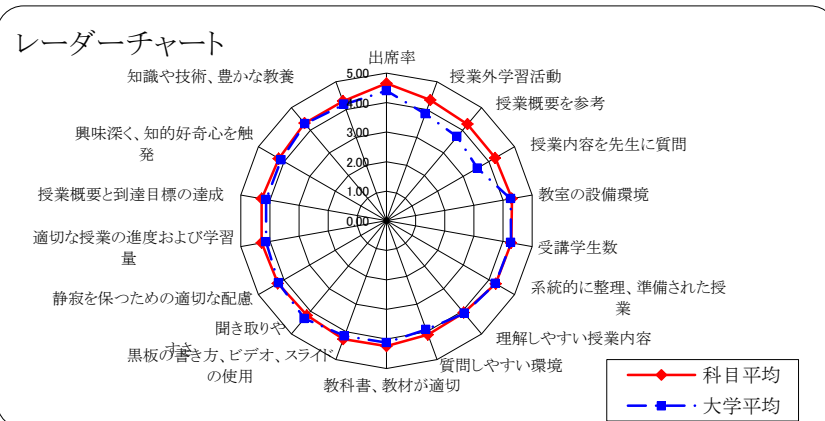 レーダーチャート
出席率
授業外学習活動
授業概要を参考
授業内容を先生に質問
教室の設備環境
受講学生数
系統的に整理、準備された授
業
理解しやすい授業内容
質問しやすい環境
教科書、教材が適切
黒板の書き方、ビデオ、スライド
の使用
聞き取りや
すさ
静寂を保つための適切な配慮
適切な授業の進度および学習
量
授業概要と到達目標の達成
興味深く、知的好奇心を触
発
知識や技術、豊かな教養
5.00
4.00
3.00
2.00
1.00
0.00
科目平均
大学平均